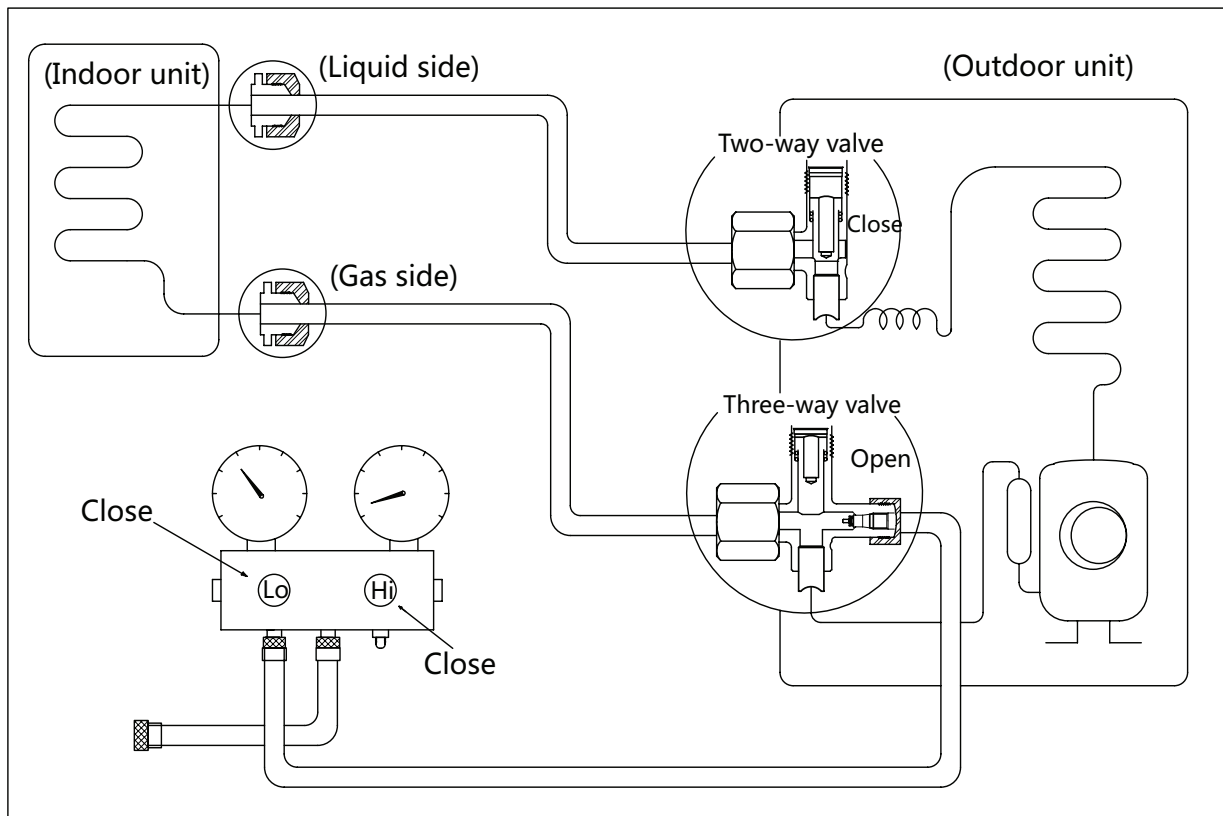 (Indoor unit)
(Liquid side)
(Outdoor unit)
Two-way valve
Close
(Gas side)
Three-way valve
Open
Close
Lo
Hi
Close